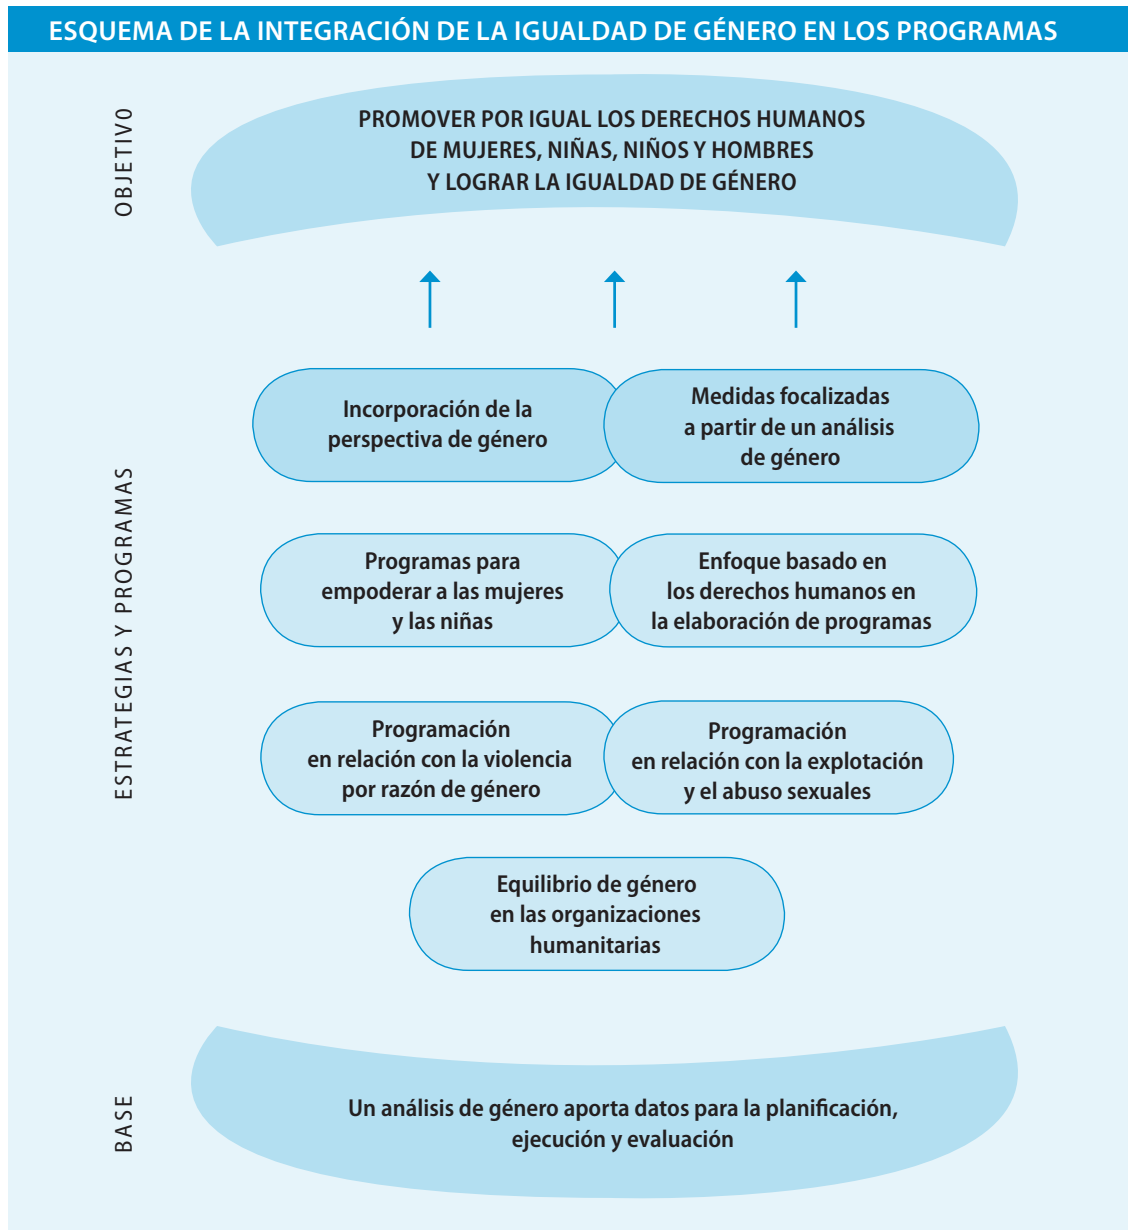 ESQUEMA DE LA INTEGRACIÓN DE LA IGUALDAD DE GÉNERO EN LOS PROGRAMAS
OBJETIVO
PROMOVER POR IGUAL LOS DERECHOS HUMANOS
DE MUJERES, NIÑAS, NIÑOS Y HOMBRES
Y LOGRAR LA IGUALDAD DE GÉNERO
ESTRATEGIAS Y PROGRAMAS
Incorporación de la
perspectiva de género
Medidas focalizadas
a partir de un análisis
de género
Programas para
empoderar a las mujeres
y las niñas
Enfoque basado en
los derechos humanos en
la elaboración de programas
Programación
en relación con la violencia
por razón de género
Programación
en relación con la explotación
y el abuso sexuales
Equilibrio de género
en las organizaciones
humanitarias
BASE
Un análisis de género aporta datos para la planificación,
ejecución y evaluación